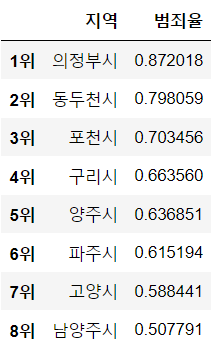 지역 범죄율
1위 의정부시 0.872018
2위 동두천시 0.798059
3위 포천시 0.703456
4위 구리시 0.663560
5위 양주시 0.636851
6위 파주시 0.615194
7위 고양시 0.588441
8위 남양주시 0.507791